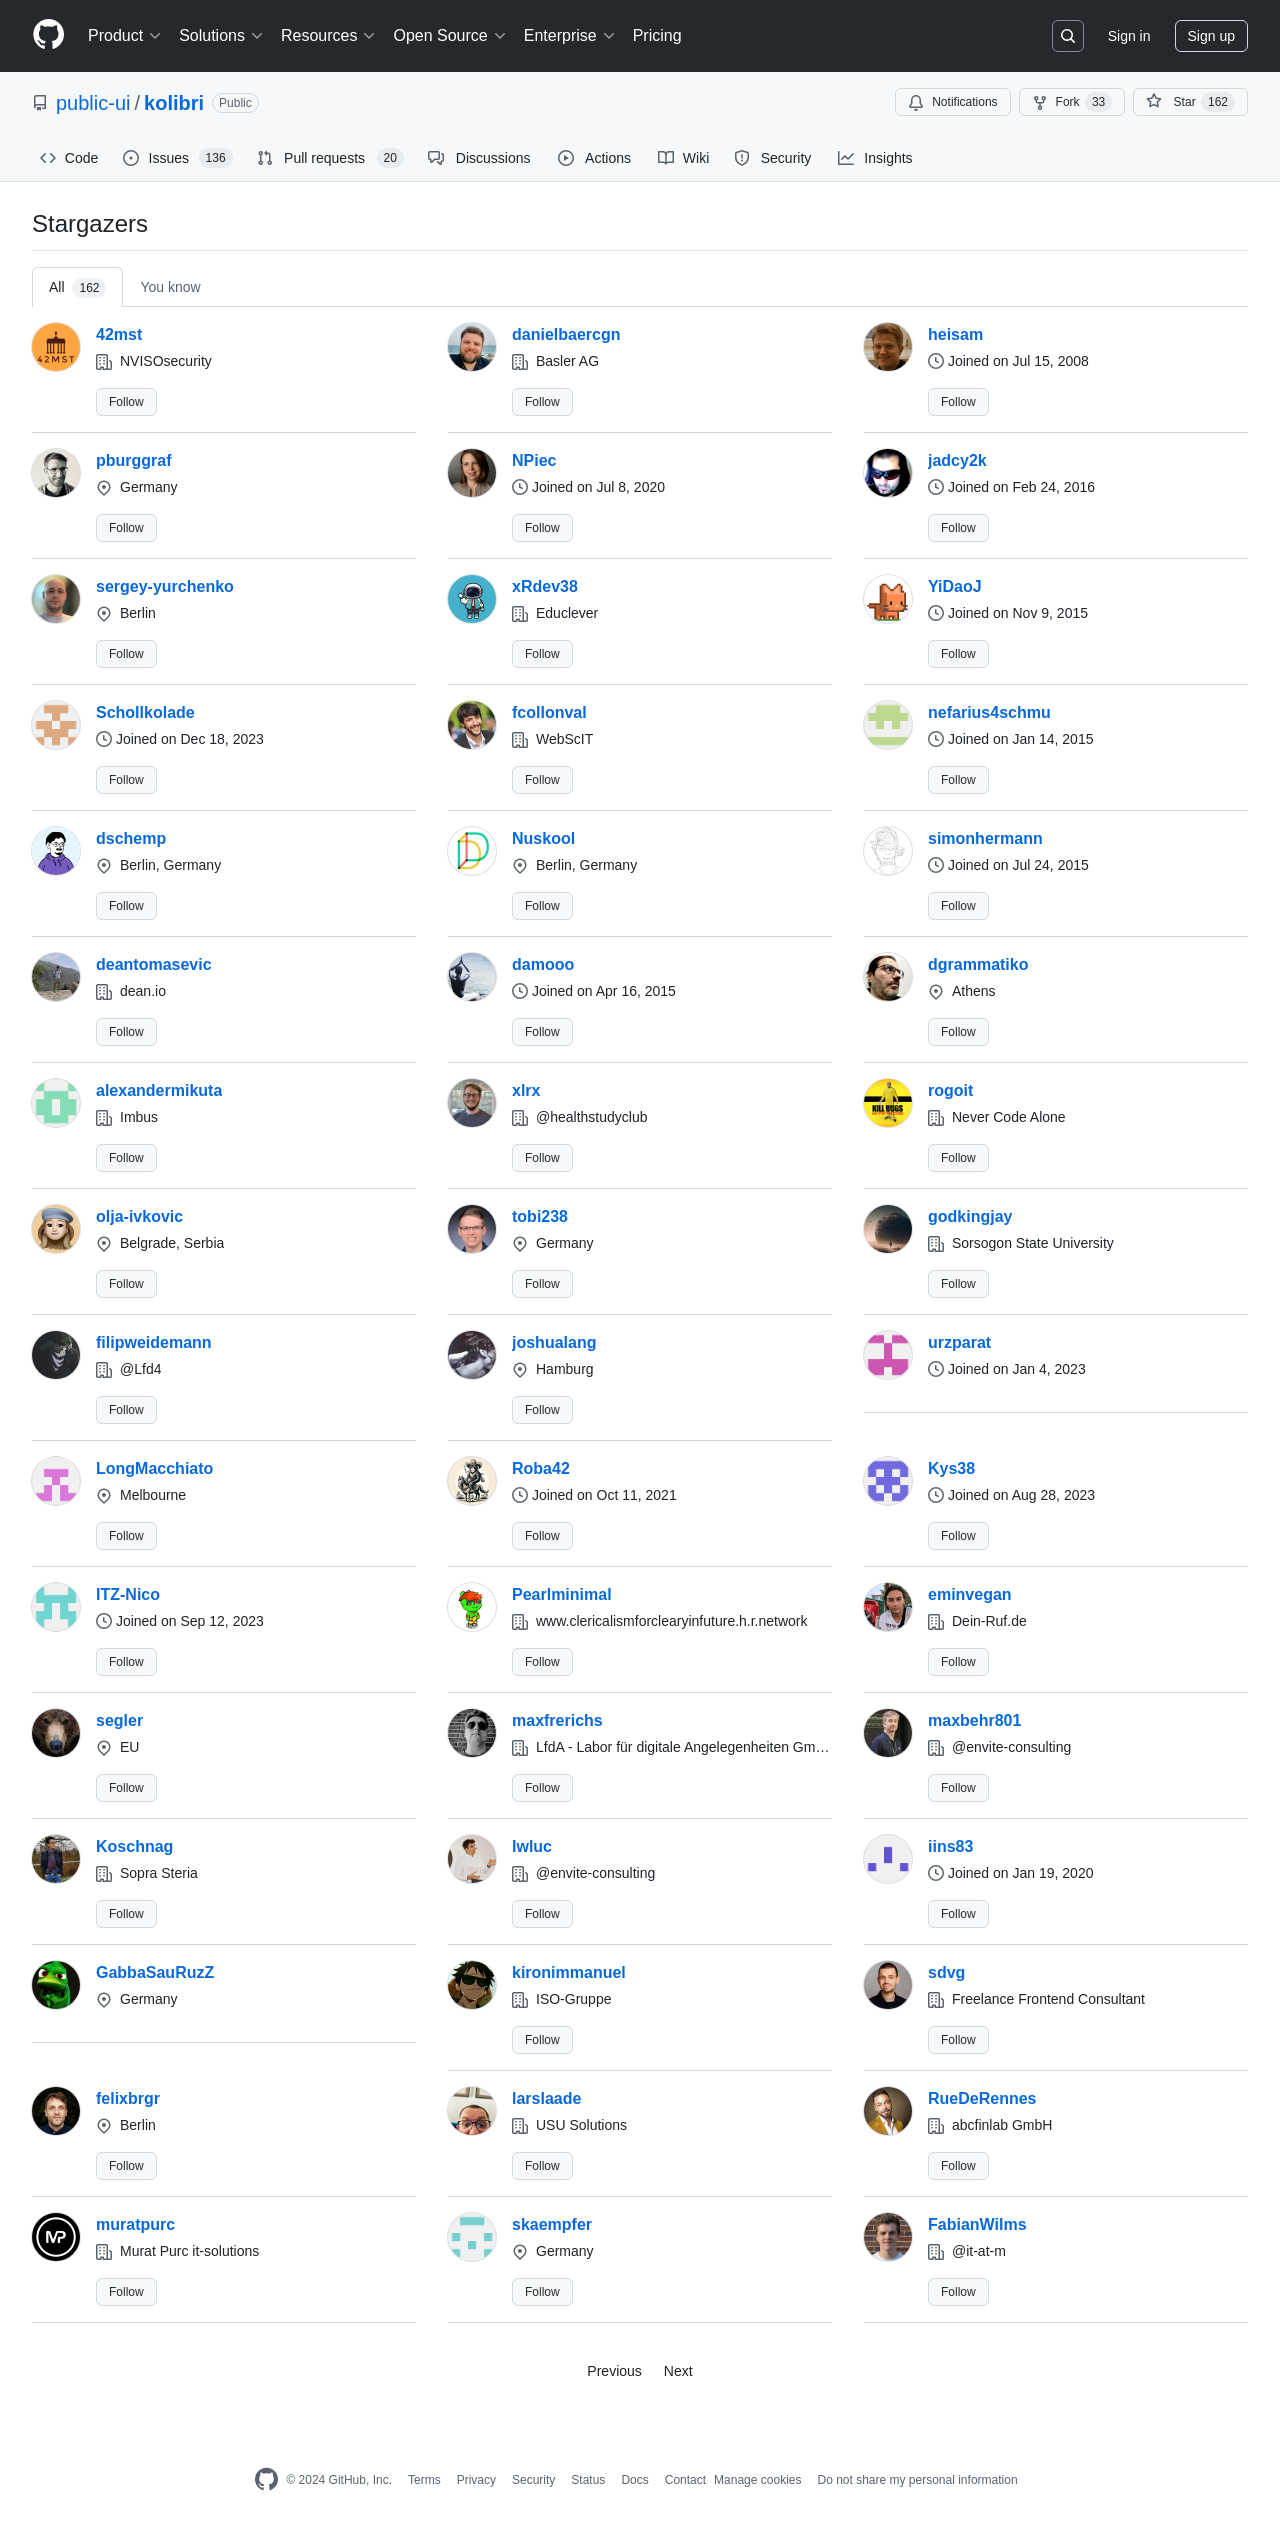 Product Solutions Resources Open Source Enterprise Pricing Sign in Sign up
public-ui / kolibri Public Notifications Fork 33 Star 162
Code Issues 136 Pull requests 20 Discussions Actions Wiki Security Insights
Stargazers
All 162 You know
42mst danielbaercgn heisam
NVISOsecurity Basler AG Joined on Jul 15, 2008
Follow Follow Follow
pburggraf NPiec jadcy2k
Germany Joined on Jul 8, 2020 Joined on Feb 24, 2016
Follow Follow Follow
sergey-yurchenko xRdev38 YiDaoJ
Berlin Educlever Joined on Nov 9, 2015
Follow Follow Follow
Schollkolade fcollonval nefarius4schmu
Joined on Dec 18, 2023 WebScIT Joined on Jan 14, 2015
Follow Follow Follow
dschemp Nuskool simonhermann
Berlin, Germany Berlin, Germany Joined on Jul 24, 2015
Follow Follow Follow
deantomasevic damooo dgrammatiko
dean.io Joined on Apr 16, 2015 Athens
Follow Follow Follow
alexandermikuta xlrx rogoit
Imbus @healthstudyclub Never Code Alone
Follow Follow Follow
olja-ivkovic tobi238 godkingjay
Belgrade, Serbia Germany Sorsogon State University
Follow Follow Follow
filipweidemann joshualang urzparat
@Lfd4 Hamburg Joined on Jan 4, 2023
Follow Follow
LongMacchiato Roba42 Kys38
Melbourne Joined on Oct 11, 2021 Joined on Aug 28, 2023
Follow Follow Follow
ITZ-Nico Pearlminimal eminvegan
Joined on Sep 12, 2023 www.clericalismforclearyinfuture.h.r.network Dein-Ruf.de
Follow Follow Follow
segler maxfrerichs maxbehr801
EU LfdA - Labor für digitale Angelegenheiten Gm… @envite-consulting
Follow Follow Follow
Koschnag lwluc iins83
Sopra Steria @envite-consulting Joined on Jan 19, 2020
Follow Follow Follow
GabbaSauRuzZ kironimmanuel sdvg
Germany ISO-Gruppe Freelance Frontend Consultant
Follow Follow
felixbrgr larslaade RueDeRennes
Berlin USU Solutions abcfinlab GmbH
Follow Follow Follow
muratpurc skaempfer FabianWilms
Murat Purc it-solutions Germany @it-at-m
Follow Follow Follow
Previous Next
© 2024 GitHub, Inc. Terms Privacy Security Status Docs Contact Manage cookies Do not share my personal information